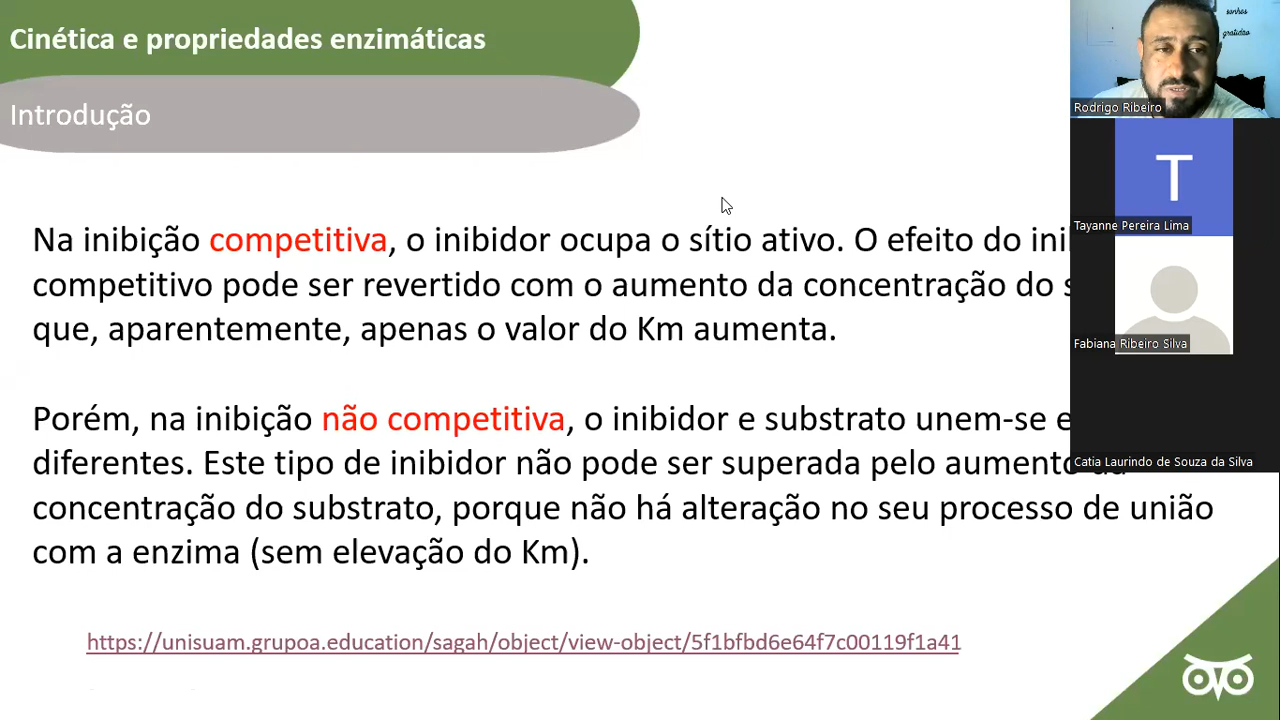 Cinética e propriedades enzimáticas
Introdução
Na inibição competitiva, o inibidor ocupa o sítio ativo. O efeito do
competitivo pode ser revertido com o aumento da concentração do
que, aparentemente, apenas o valor do Km aumenta.
Porém, na inibição não competitiva, o inibidor e substrato unem-se
diferentes. Este tipo de inibidor não pode ser superada pelo aumento da
concentração do substrato, porque não há alteração no seu processo de união
com a enzima (sem elevação do Km).
https://unisuam.grupoa.education/sagah/object/view-object/5f1bfbd6e64f7c00119f1a41
sonhos
gratidão
Rodrigo Ribeiro
T
Tayanne Pereira Lima
Fabiana Ribeiro Silva
Catia Laurindo de Souza da Silva